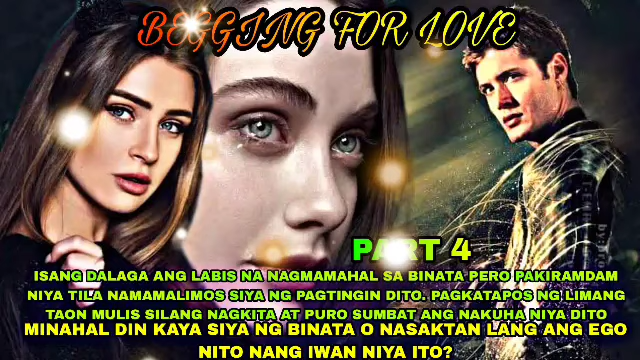 BEGGING FOR LOVE
PART 4
ISANG DALAGA ANG LABIS NA NAGMAMAHAL SA BINATA PERO PAKIRAMDAM
NIYA TILA NAMAMALIMOS SIYA NG PAGTINGIN DITO. PAGKATAPOS NG LIMANG
TAON MULIS SILANG NAGKITA AT PURO SUMBAT ANG NAKUHA NIYA DITO
MINAHAL DIN KAYA SIYA NG BINATA O NASAKTAN LANG ANG EGO
NITO NANG IWAN NIYA ITO?